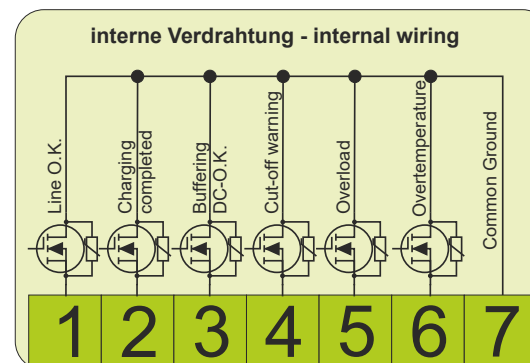 interne Verdrahtung - internal wiring
Line O.K.
Charging
completed
Buffering
DC-O.K.
Cut-off warning
Overload
Overtemperature
Common Ground
1 2 3 4 5 6 7